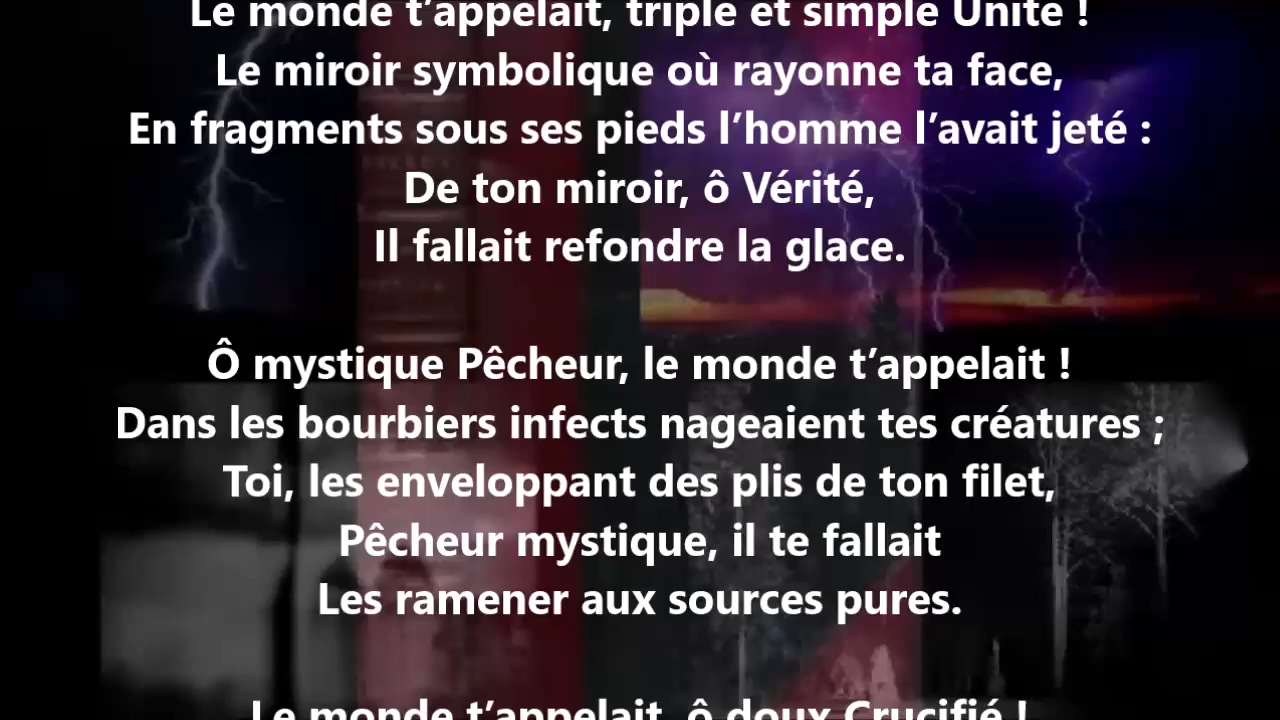 Le monde t’appelait, triple et simple Unité !
Le miroir symbolique où rayonne ta face,
En fragments sous ses pieds l’homme l’avait jeté :
De ton miroir, ô Vérité,
Il fallait refondre la glace.
Ô mystique Pêcheur, le monde t’appelait !
Dans les bourbiers infects nageaient tes créatures ;
Toi, les enveloppant des plis de ton filet,
Pêcheur mystique, il te fallait
Les ramener aux sources pures.
Le monde t’appelait, ô doux Crucifié !